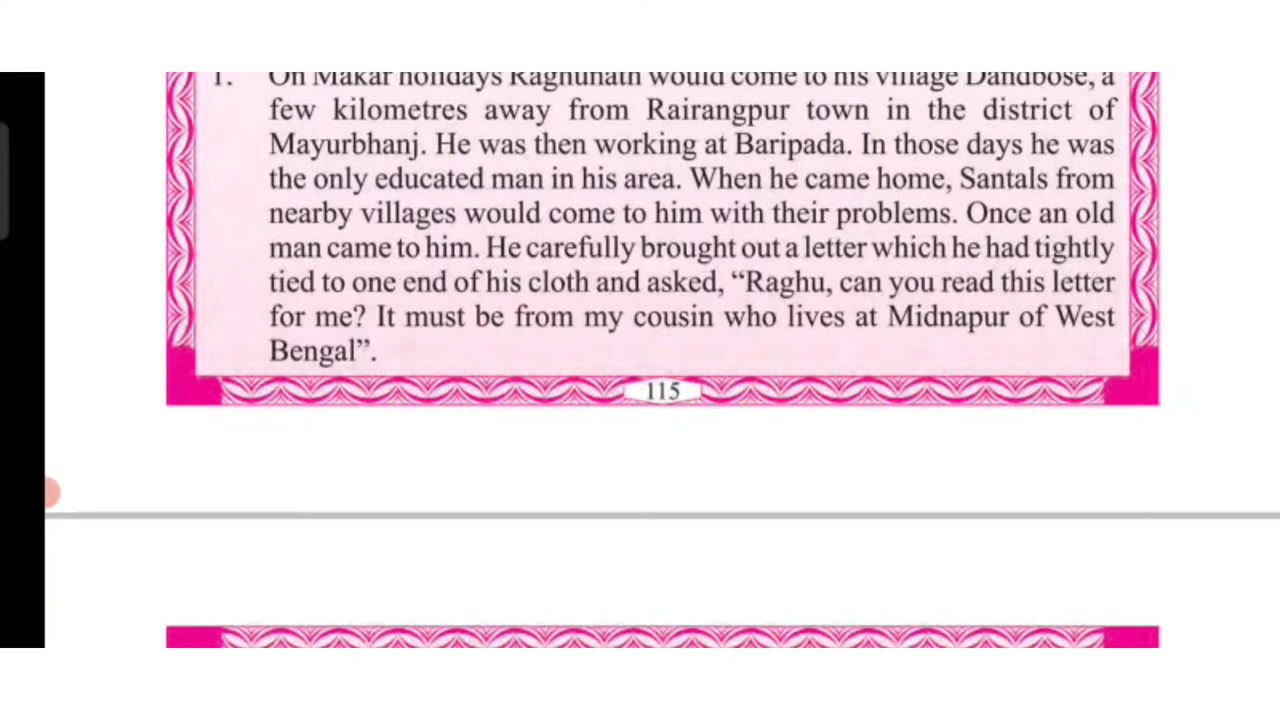 1. On Makar holidays Raghunath would come to his village Dandbose, a
few kilometres away from Rairangpur town in the district of
Mayurbhanj. He was then working at Baripada. In those days he was
the only educated man in his area. When he came home, Santals from
nearby villages would come to him with their problems. Once an old
man came to him. He carefully brought out a letter which he had tightly
tied to one end of his cloth and asked, “Raghu, can you read this letter
for me? It must be from my cousin who lives at Midnapur of West
Bengal”.
115